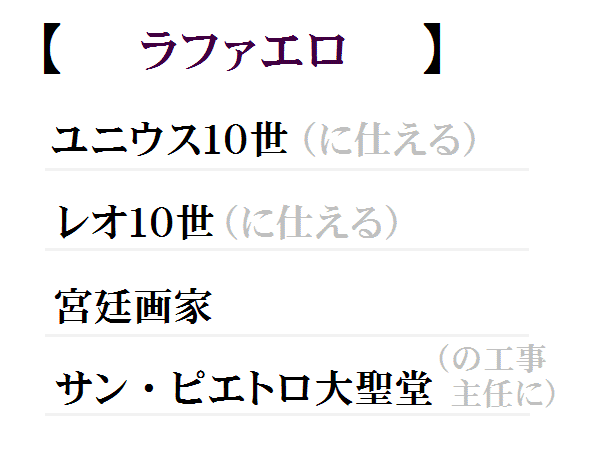 【 ラファエロ 】
ユニウス10世（に仕える）
レオ10世（に仕える）
宮廷画家
サン・ピエトロ大聖堂（の工事
主任に）